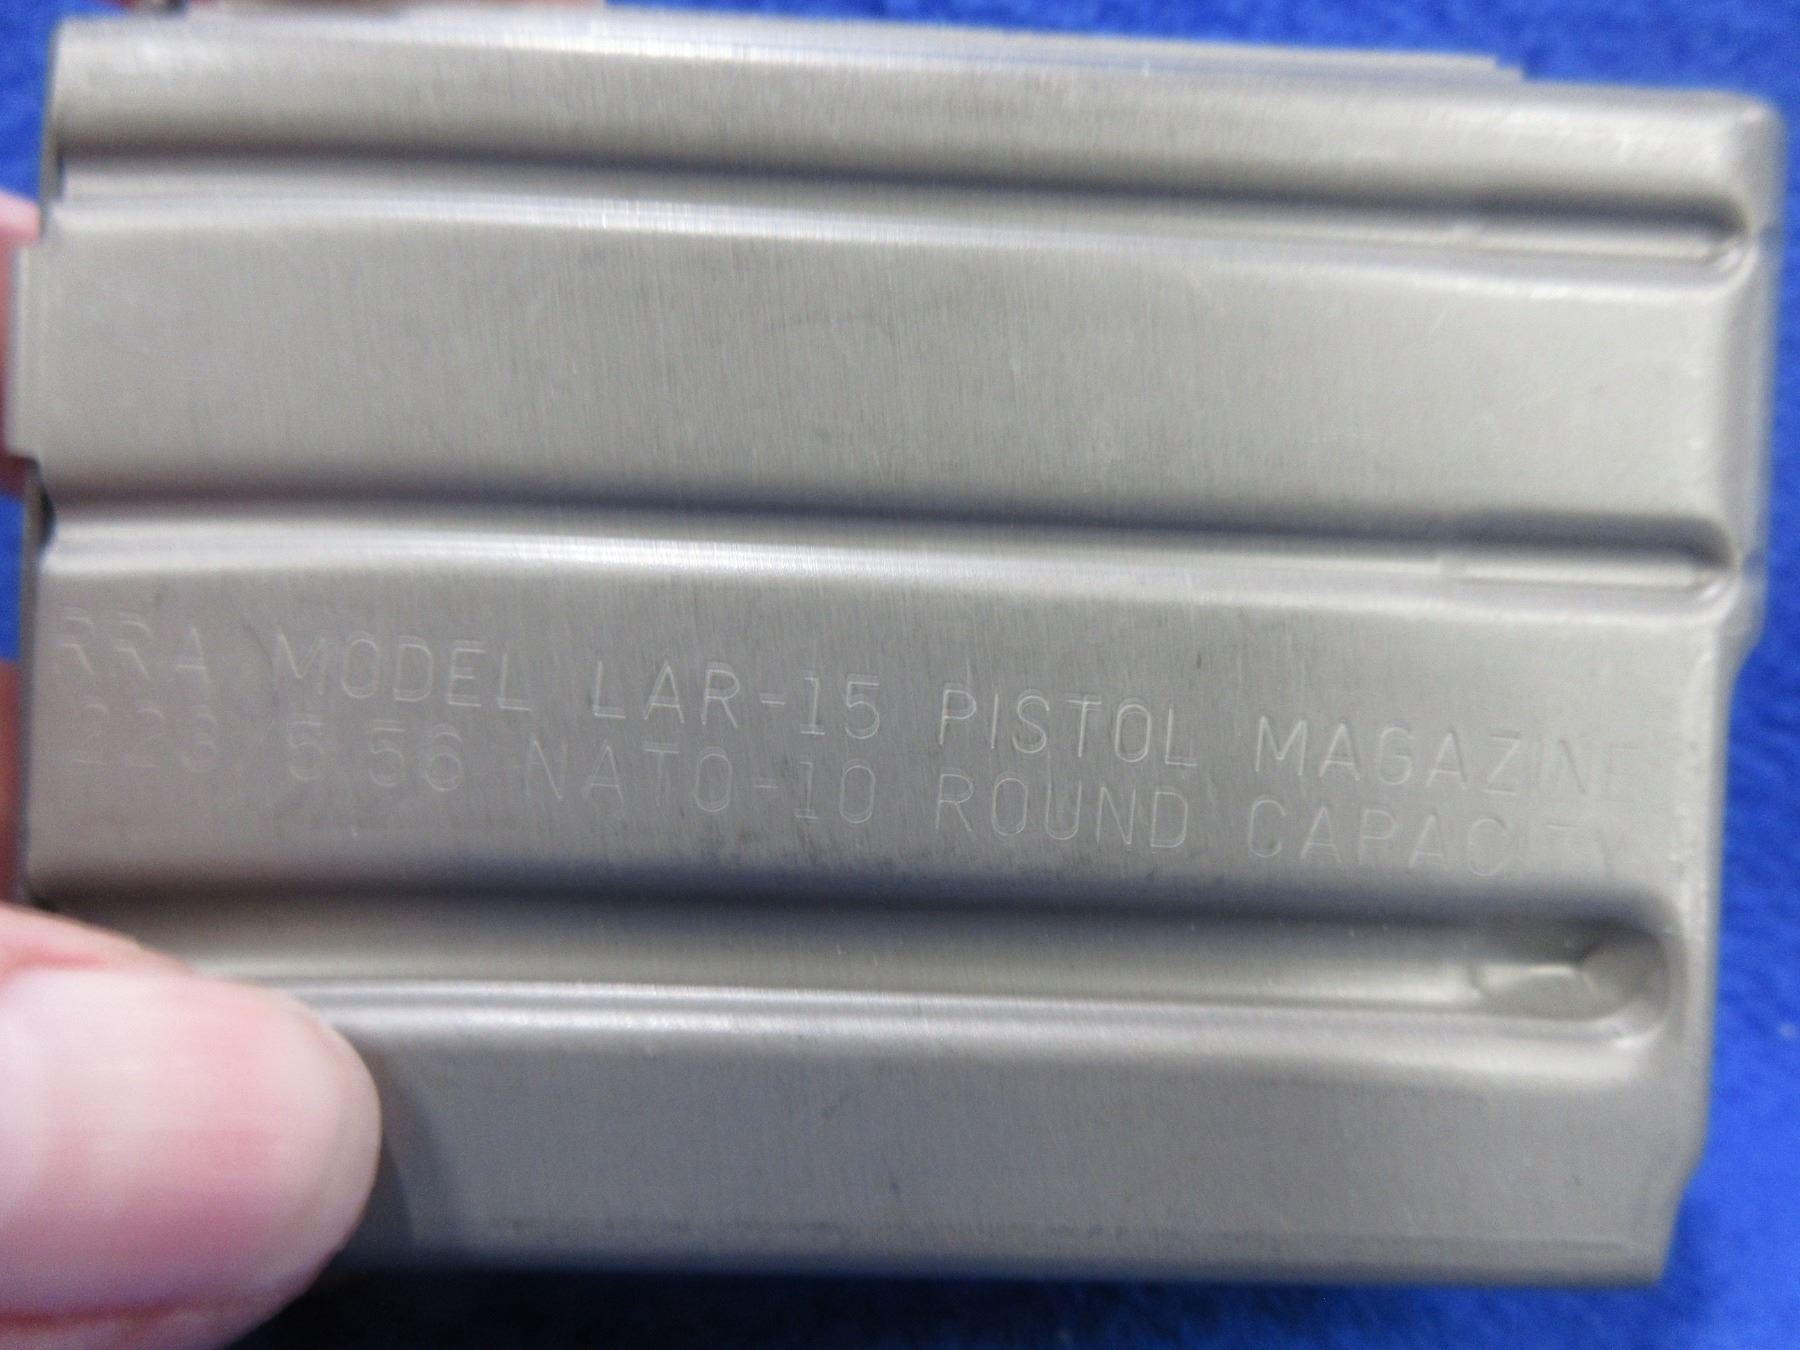 RRA MODEL LAR-15 PISTOL MAGAZINE
223 5.56 NATO-10 ROUND CAPACITY